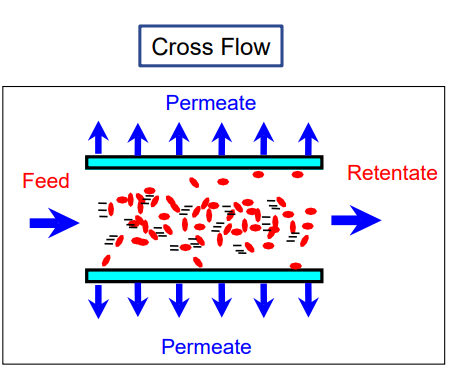 Cross Flow
Permeate
Feed
Retentate
Permeate